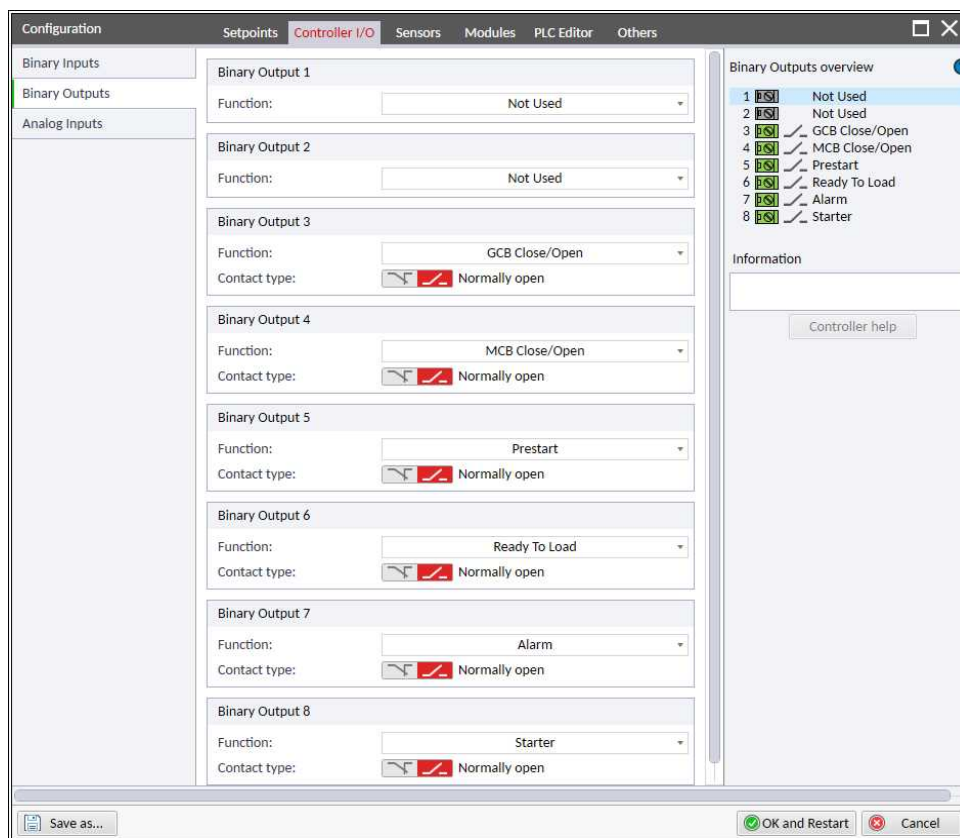 Configuration
Setpoints Controller I/O Sensors Modules PLC Editor Others
Binary Inputs
Binary Outputs
Analog Inputs
Binary Output 1
Function: Not Used
Binary Output 2
Function: Not Used
Binary Output 3
Function: GCB Close/Open
Contact type: Normally open
Binary Output 4
Function: MCB Close/Open
Contact type: Normally open
Binary Output 5
Function: Prestart
Contact type: Normally open
Binary Output 6
Function: Ready To Load
Contact type: Normally open
Binary Output 7
Function: Alarm
Contact type: Normally open
Binary Output 8
Function: Starter
Contact type: Normally open
Binary Outputs overview
1 Not Used
2 Not Used
3 GCB Close/Open
4 MCB Close/Open
5 Prestart
6 Ready To Load
7 Alarm
8 Starter
Information
Controller help
Save as...
OK and Restart
Cancel